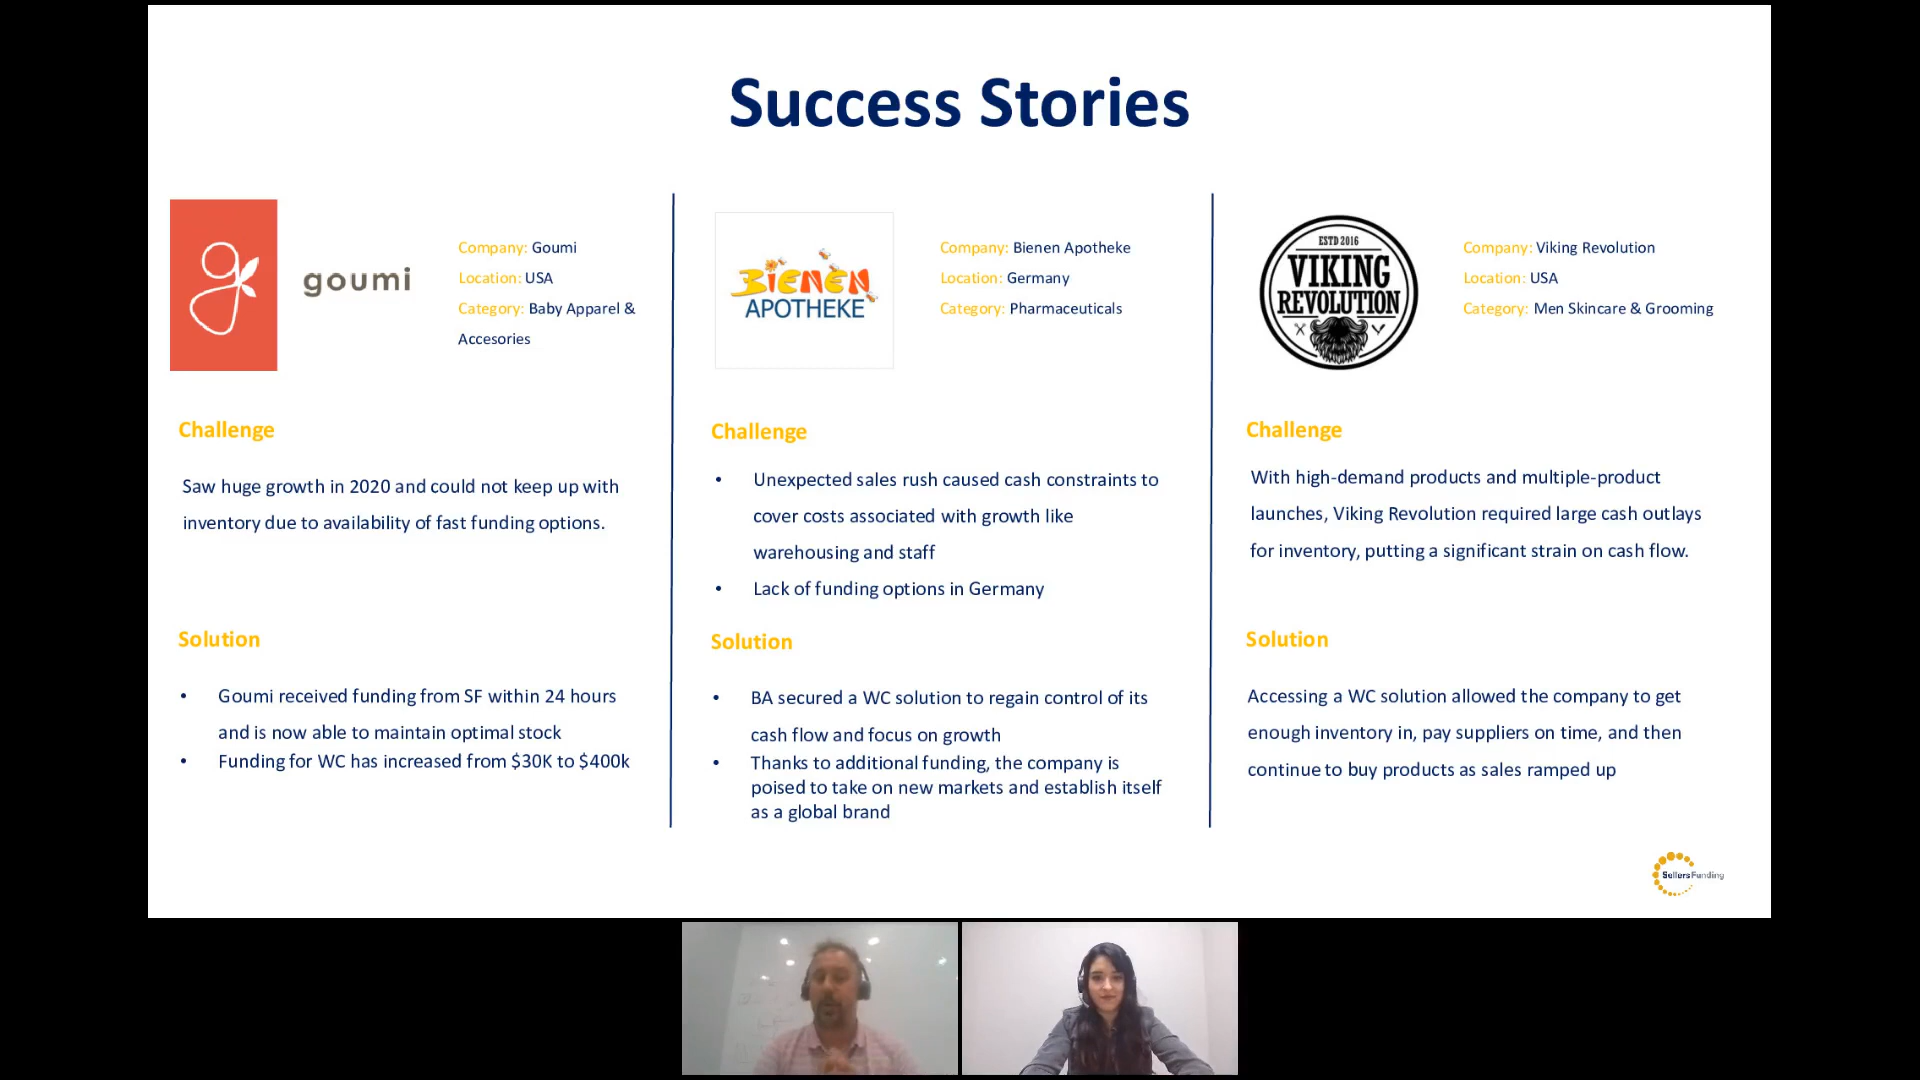 Success Stories
g
goumi
Company: Goumi
Location: USA
Category: Baby Apparel &
Accesories
Challenge
Saw huge growth in 2020 and could not keep up with
inventory due to availability of fast funding options.
Solution
• Goumi received funding from SF within 24 hours
and is now able to maintain optimal stock
• Funding for WC has increased from $30K to $400k
BIENEN
APOTHEKE
Company: Bienen Apotheke
Location: Germany
Category: Pharmaceuticals
Challenge
• Unexpected sales rush caused cash constraints to
cover costs associated with growth like
warehousing and staff
• Lack of funding options in Germany
Solution
• BA secured a WC solution to regain control of its
cash flow and focus on growth
• Thanks to additional funding, the company is
poised to take on new markets and establish itself
as a global brand
ESTD 2016
VIKING
REVOLUTION
Company: Viking Revolution
Location: USA
Category: Men Skincare & Grooming
Challenge
With high-demand products and multiple-product
launches, Viking Revolution required large cash outlays
for inventory, putting a significant strain on cash flow.
Solution
Accessing a WC solution allowed the company to get
enough inventory in, pay suppliers on time, and then
continue to buy products as sales ramped up
SellersFunding